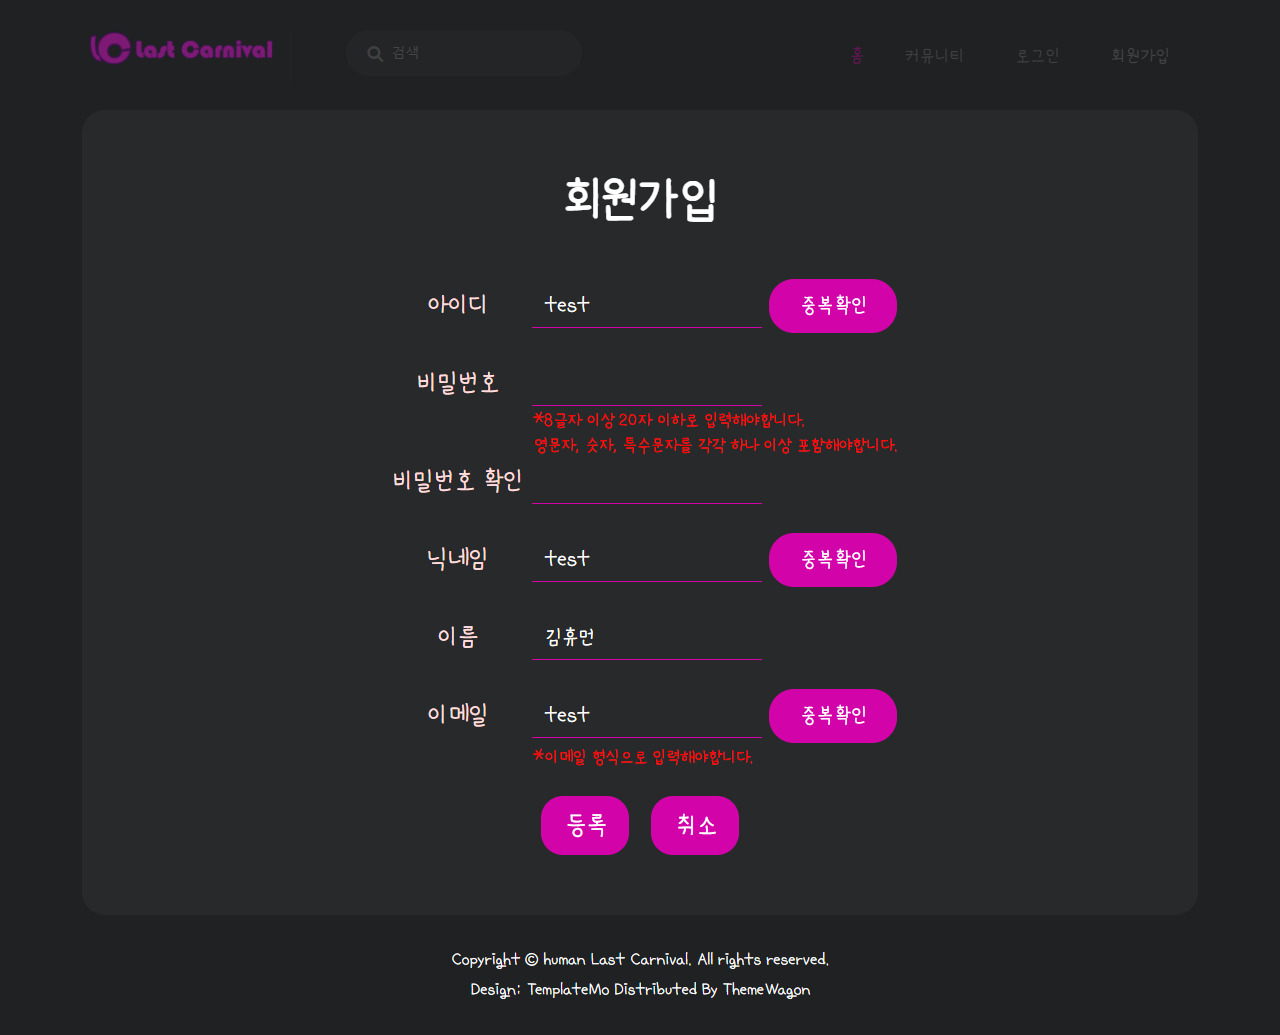 Last Carnival
검색
홈
커뮤니티
로그인
회원가입
회원가입
아이디 test 중복확인
비밀번호
*8글자 이상 20자 이하로 입력해야합니다.
영문자, 숫자, 특수문자를 각각 하나 이상 포함해야합니다.
비밀번호 확인
닉네임 test 중복확인
이름 김휴먼
이메일 test 중복확인
*이메일 형식으로 입력해야합니다.
등록 취소
Copyright © human Last Carnival. All rights reserved.
Design: TemplateMo Distributed By ThemeWagon